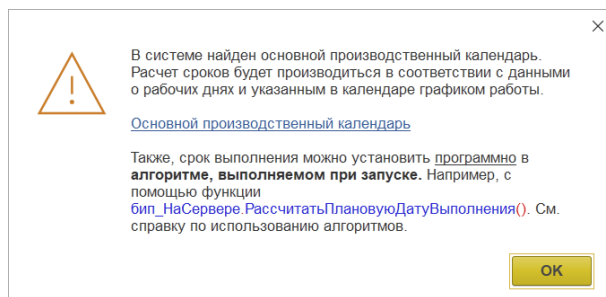 В системе найден основной производственный календарь.
Расчет сроков будет производиться в соответствии с данными
о рабочих днях и указанным в календаре графиком работы.
Основной производственный календарь
Также, срок выполнения можно установить программно в
алгоритме, выполняемом при запуске. Например, с
помощью функции
бип_НаСервере.РассчитатьПлановуюДатуВыполнения(). См.
справку по использованию алгоритмов.
OK